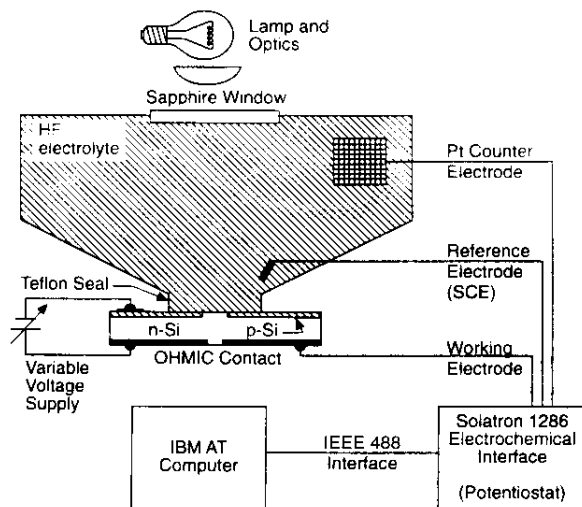 Lamp and
Optics
Sapphire Window
HF
electrolyte
Pt Counter
Electrode
Reference
Electrode
(SCE)
Teflon Seal
n-Si
p-Si
OHMIC Contact
Working
Electrode
Variable
Voltage
Supply
IBM AT
Computer
IEEE 488
Interface
Solatron 1286
Electrochemical
Interface
(Potentiostat)